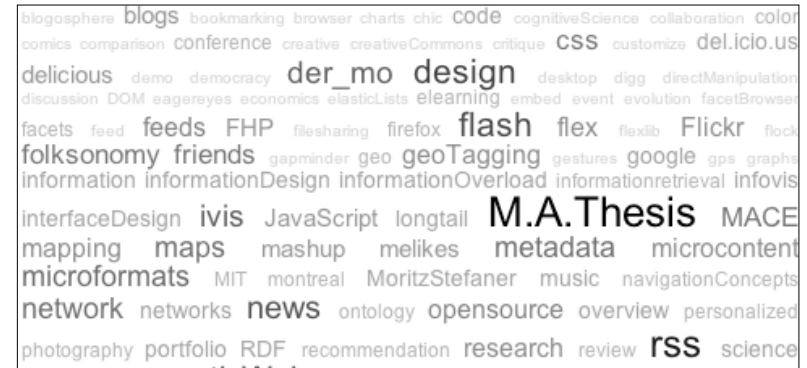 blogosphere blogs bookmarking browser charts chic code cognitiveScience collaboration color
comics comparison conference creative creativeCommons critique css customize del.icio.us
delicious demo democracy der_mo design desktop digg directManipulation
discussion DOM eagereyes economics elasticLists elearning embed event evolution facetBrowser
facets feed feeds FHP filesharing firefox flash flex flexlib Flickr flock
folksonomy friends gapminder geo geoTagging gestures google gps graphs
information informationDesign informationOverload informationretrieval infovis
interfaceDesign ivis JavaScript longtail M.A.Thesis MACE
mapping maps mashup melikes metadata microcontent
microformats MIT montreal MoritzStefaner music navigationConcepts
network networks news ontology opensource overview personalized
photography portfolio RDF recommendation research review rss science